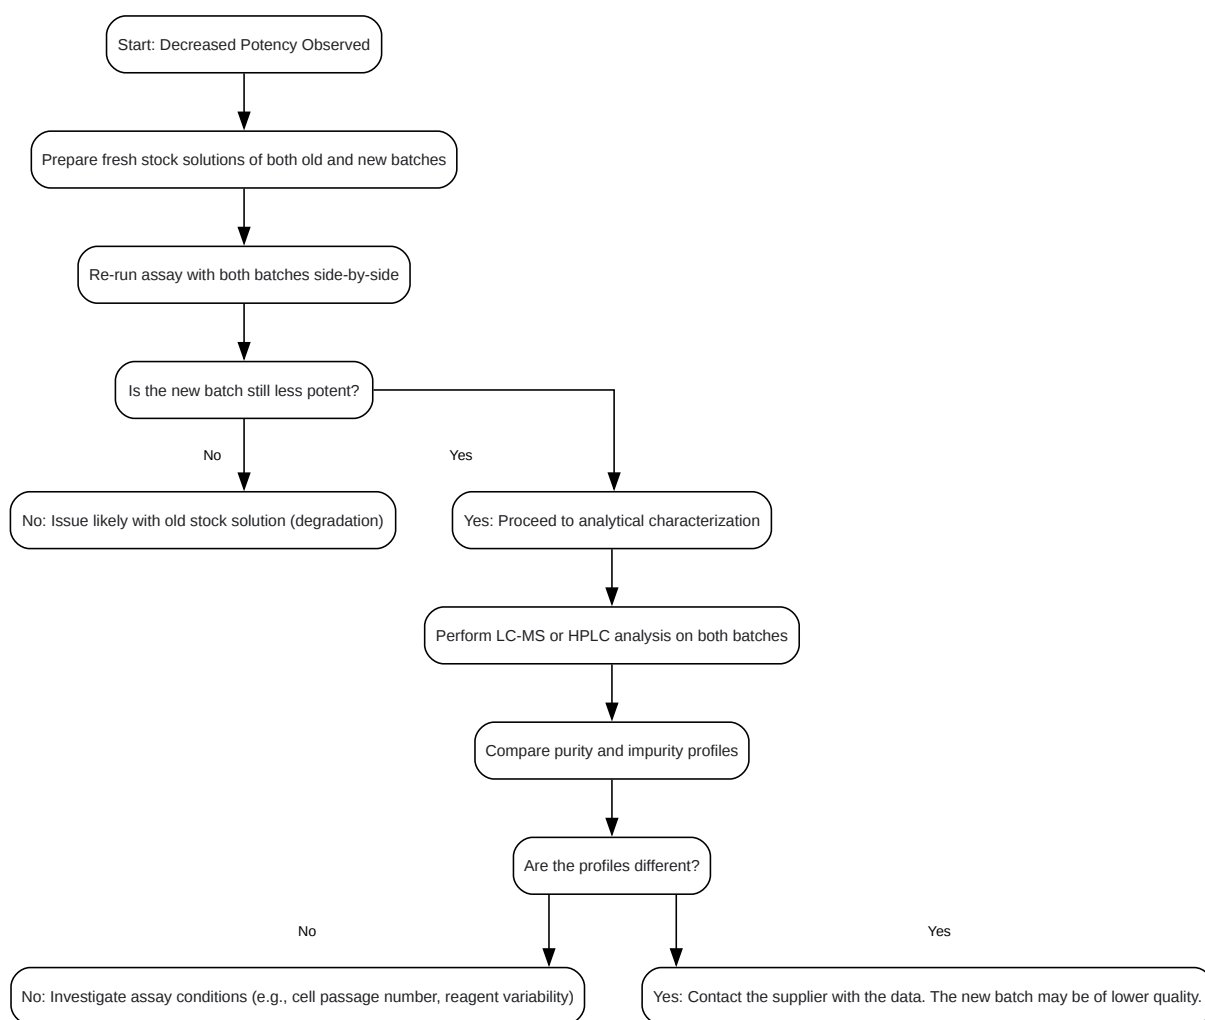 Start: Decreased Potency Observed
Prepare fresh stock solutions of both old and new batches
Re-run assay with both batches side-by-side
Is the new batch still less potent?
No
Yes
No: Issue likely with old stock solution (degradation)
Yes: Proceed to analytical characterization
Perform LC-MS or HPLC analysis on both batches
Compare purity and impurity profiles
Are the profiles different?
No
Yes
No: Investigate assay conditions (e.g., cell passage number, reagent variability)
Yes: Contact the supplier with the data. The new batch may be of lower quality.